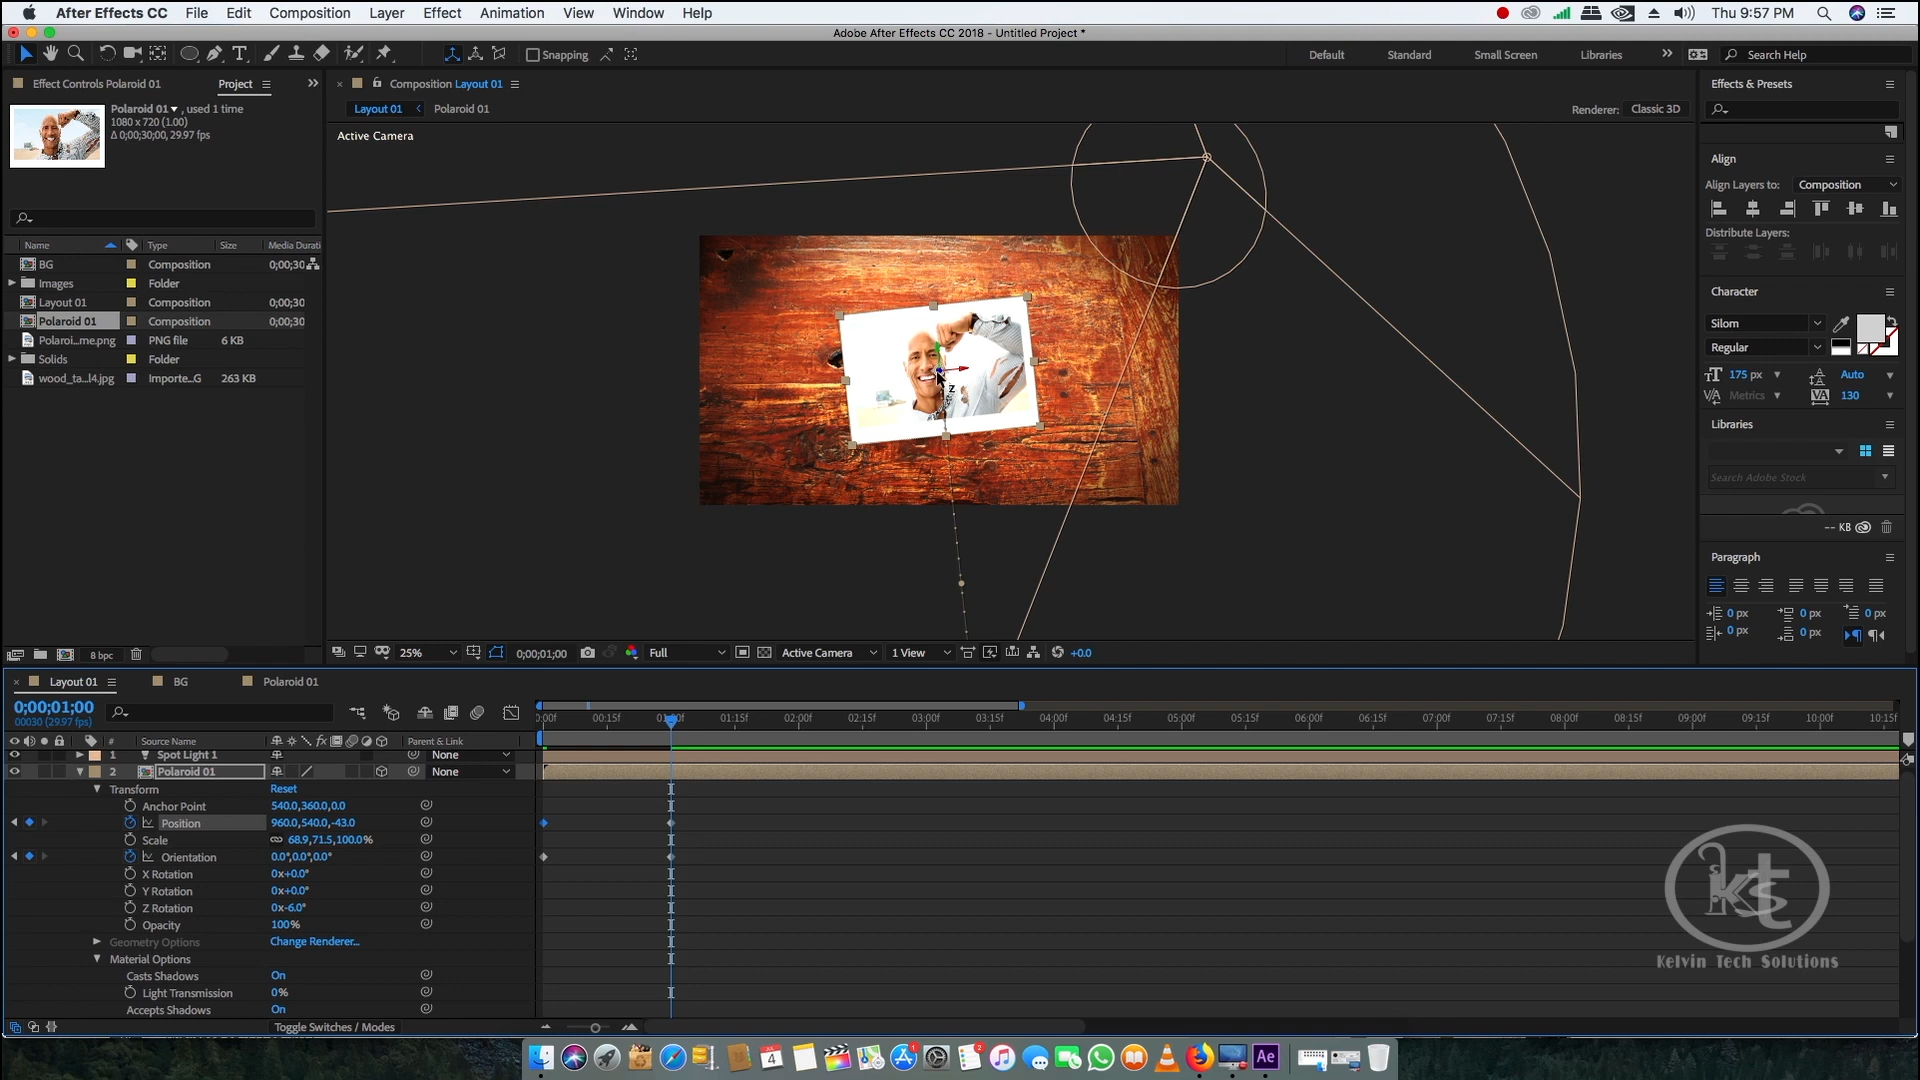 After Effects CC File Edit Composition Layer Effect Animation View Window Help Thu 9:57 PM
Adobe After Effects CC 2018 - Untitled Project *
Snapping Default Standard Small Screen Libraries Search Help
Effect Controls Polaroid 01 Project
Polaroid 01 , used 1 time
1080 x 720 (1.00)
Δ 0;00;30;00, 29.97 fps
Name Type Size Media Durati
BG Composition 0;00;30
Images Folder
Layout 01 Composition 0;00;30
Polaroid 01 Composition 0;00;30
Polaroi...me.png PNG file 6 KB
Solids Folder
wood_ta...l4.jpg Importe...G 263 KB
8 bpc
Composition Layout 01
Layout 01 Polaroid 01
Renderer: Classic 3D
Active Camera
Z
25% 0;00;01;00 Full Active Camera 1 View +0.0
Effects & Presets
Align
Align Layers to: Composition
Distribute Layers:
Character
Silom
Regular
175 px Auto
Metrics 130
Libraries
Search Adobe Stock
-- KB
Paragraph
0 px 0 px 0 px
0 px 0 px
Layout 01 BG Polaroid 01
0;00;01;00
00030 (29.97 fps)
:00f 00:15f 01:00f 01:15f 02:00f 02:15f 03:00f 03:15f 04:00f 04:15f 05:00f 05:15f 06:00f 06:15f 07:00f 07:15f 08:00f 08:15f 09:00f 09:15f 10:00f 10:15f
# Source Name fx Parent & Link
1 Spot Light 1 None
2 Polaroid 01 None
Transform Reset
Anchor Point 540.0,360.0,0.0
Position 960.0,540.0,-43.0
Scale 68.9,71.5,100.0%
Orientation 0.0°,0.0°,0.0°
X Rotation 0x+0.0°
Y Rotation 0x+0.0°
Z Rotation 0x-6.0°
Opacity 100%
Geometry Options Change Renderer...
Material Options
Casts Shadows On
Light Transmission 0%
Accepts Shadows On
Toggle Switches / Modes
kts
Kelvin Tech Solutions
4
1
2
Ae